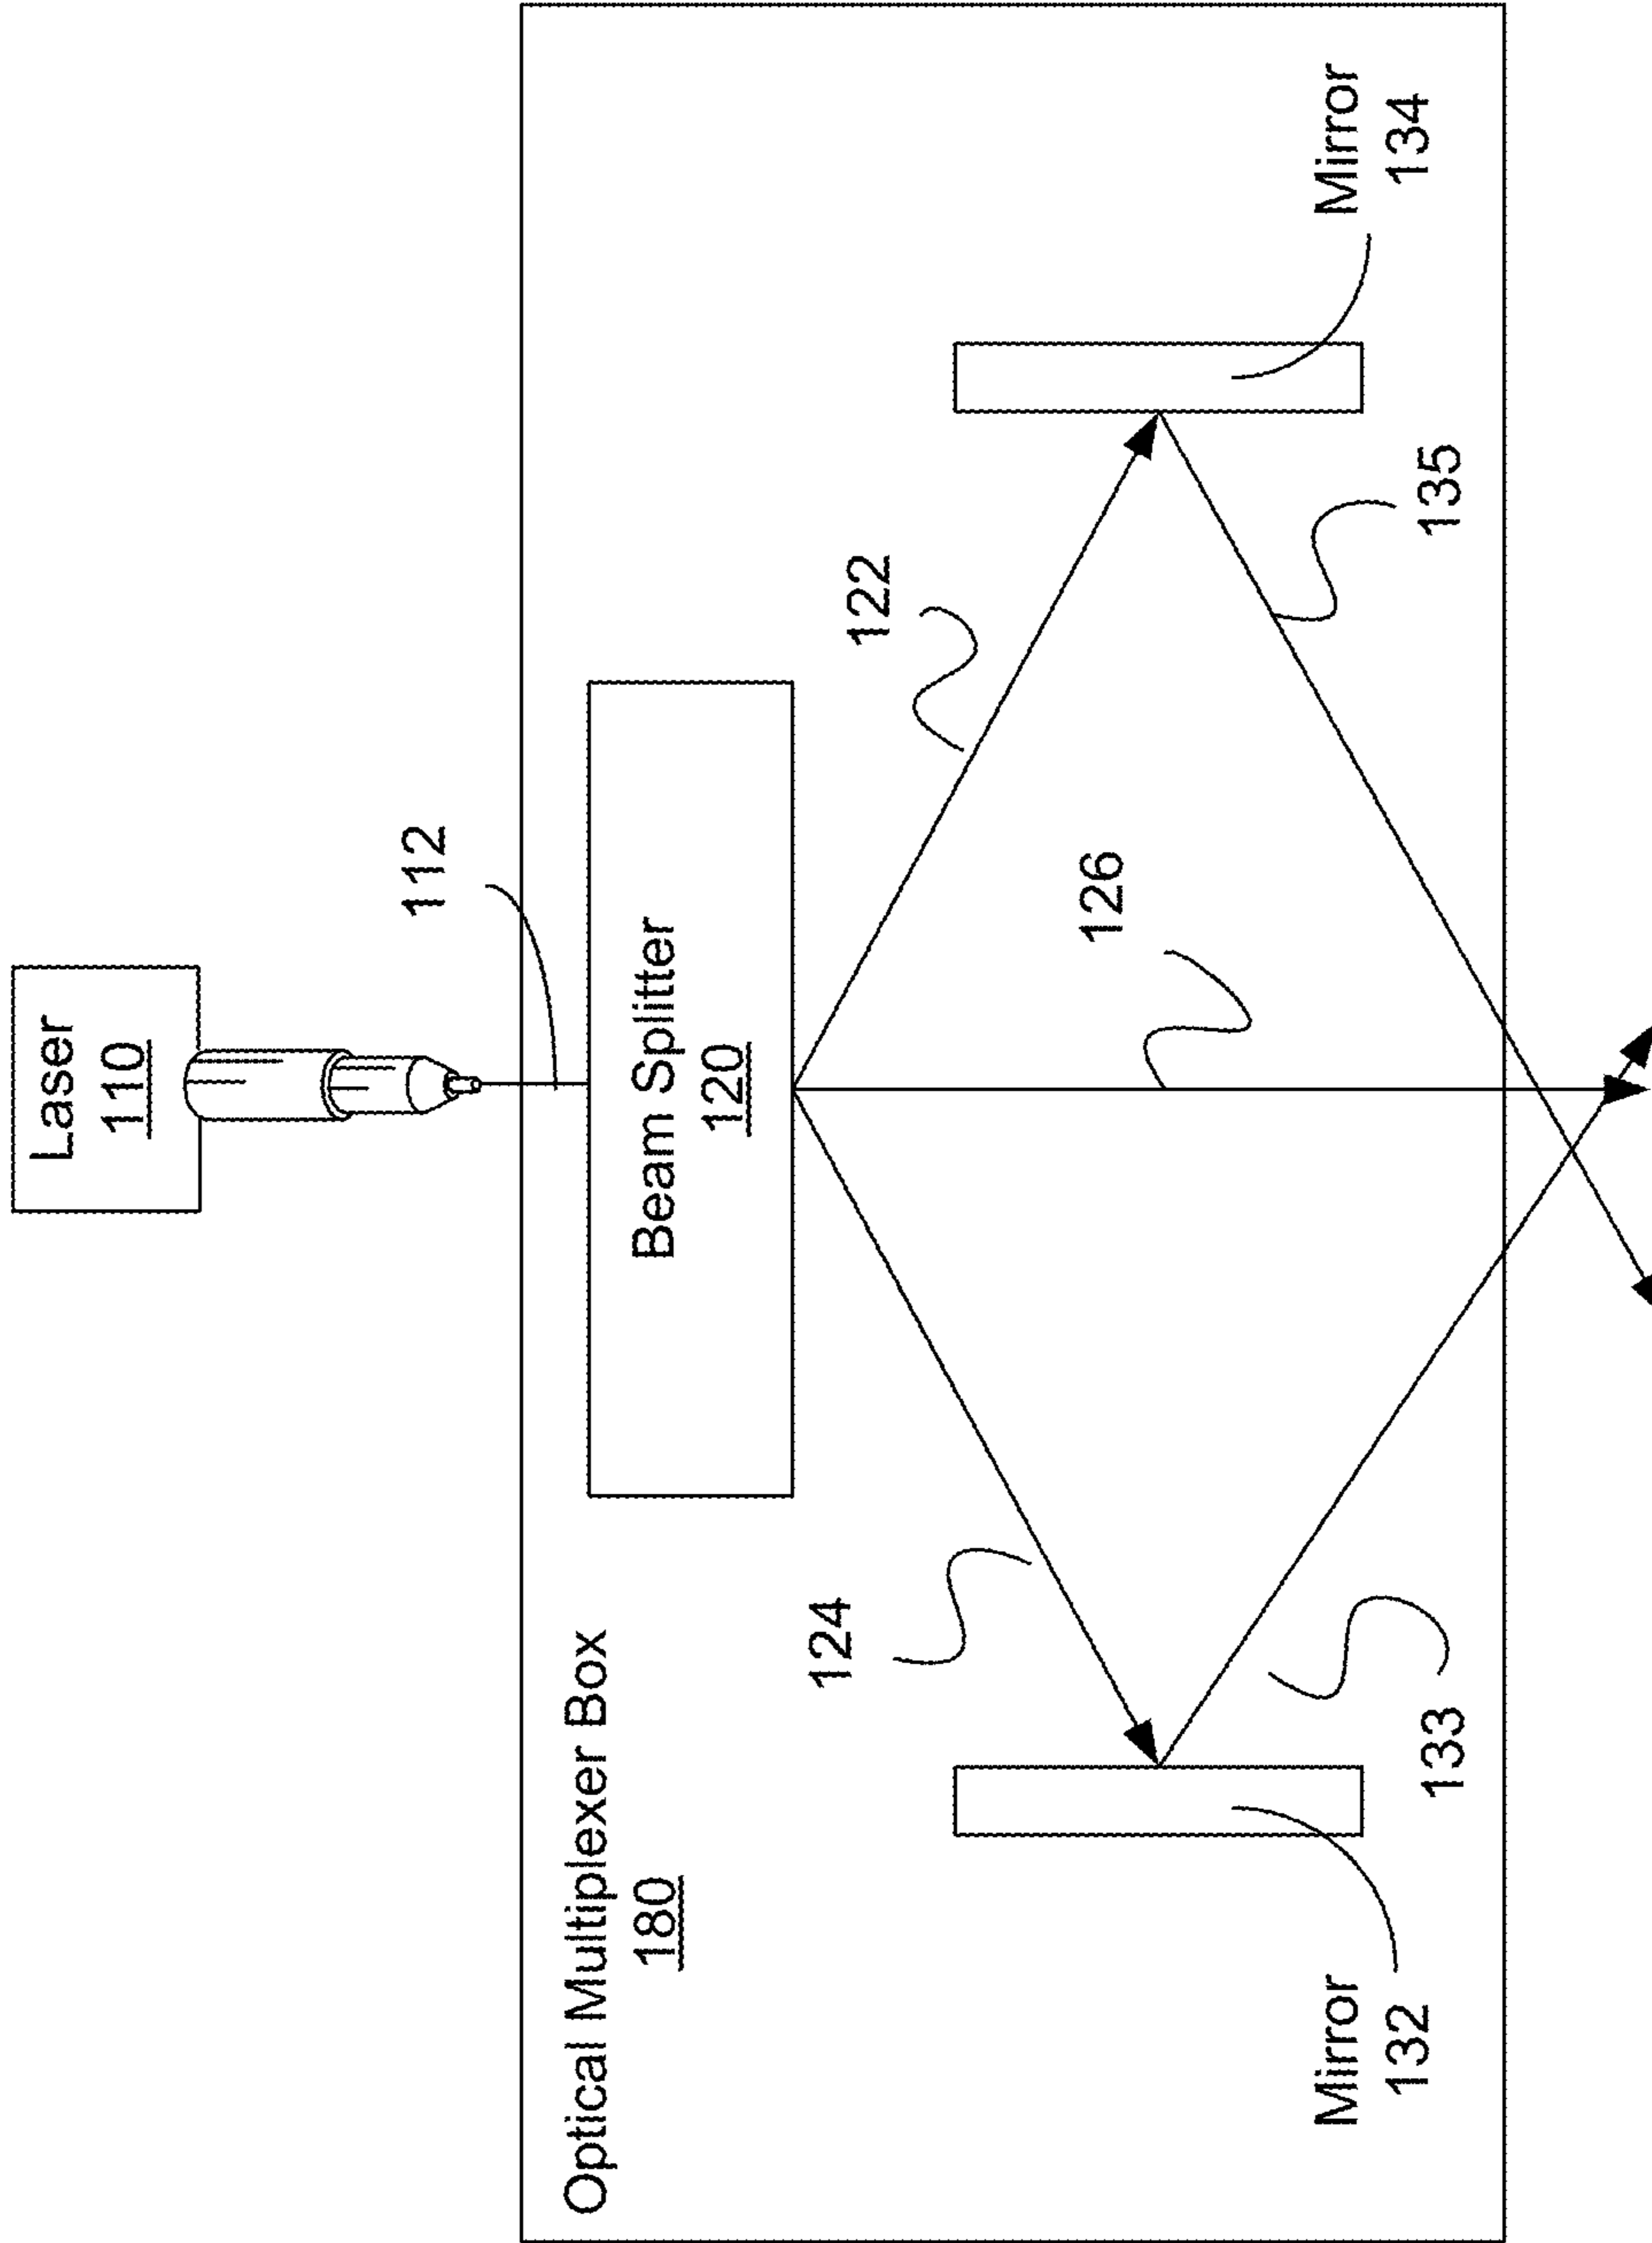 Laser
110
112
Optical Multiplexer Box
180
Beam Splitter
120
124
122
126
Mirror
132
133
135
Mirror
134